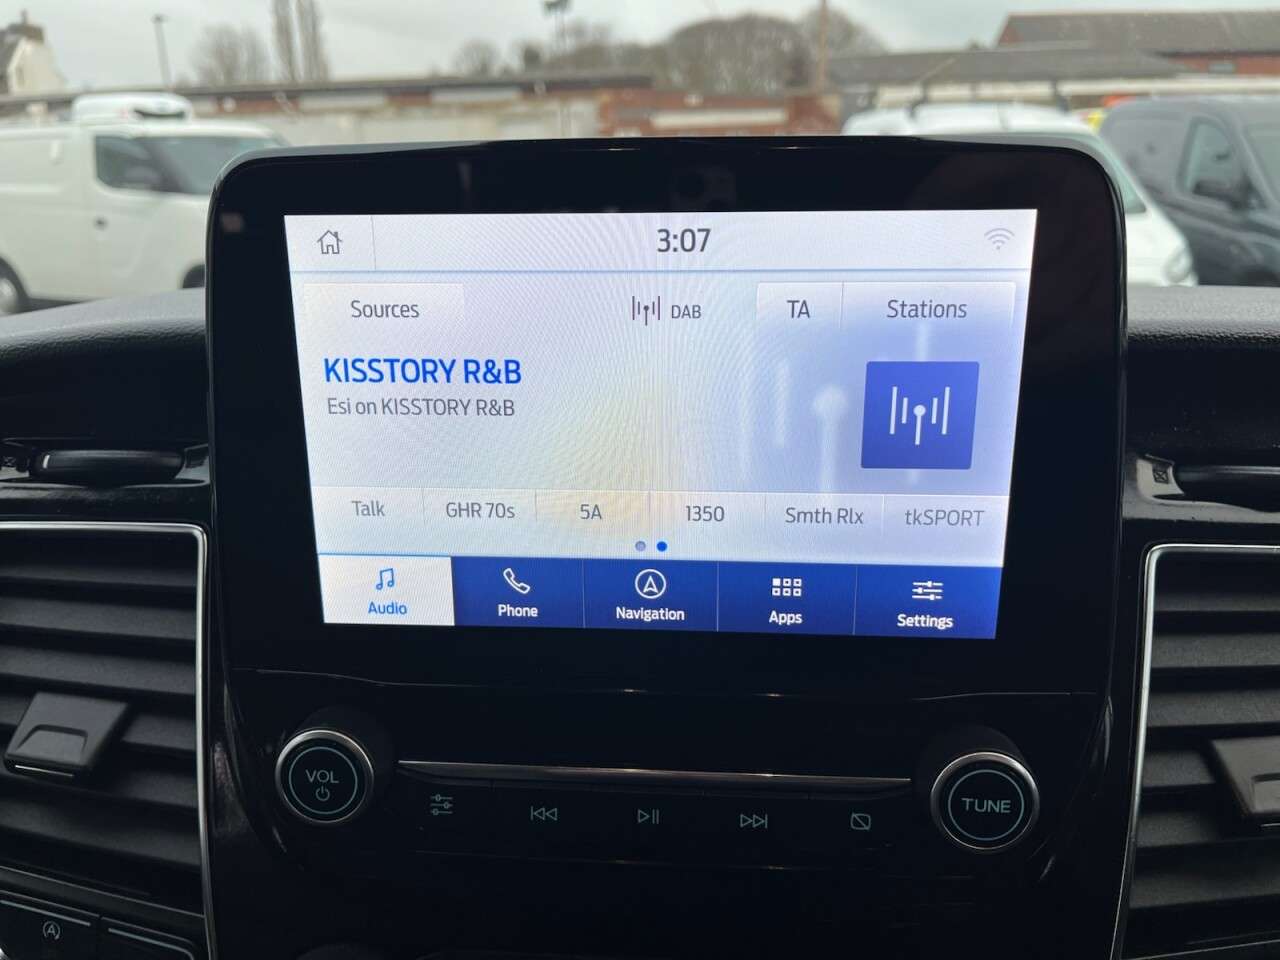 3:07
Sources
DAB
TA
Stations
KISSTORY R&B
Esi on KISSTORY R&B
Talk
GHR 70s
5A
1350
Smth Rlx
tkSPORT
Audio
Phone
Navigation
Apps
Settings
VOL
TUNE
A